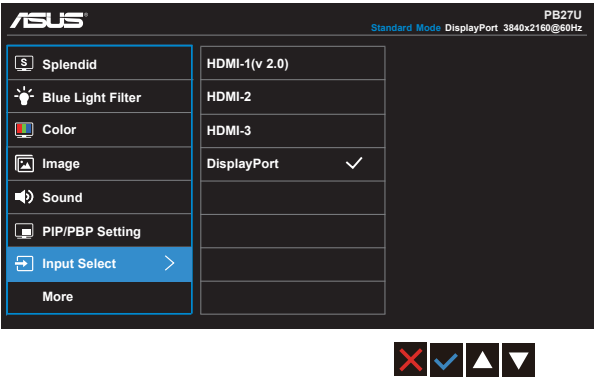 ASUS
PB27U
Standard Mode DisplayPort 3840x2160@60Hz
S Splendid
Blue Light Filter
Color
Image
Sound
PIP/PBP Setting
Input Select
More
HDMI-1(v 2.0)
HDMI-2
HDMI-3
DisplayPort